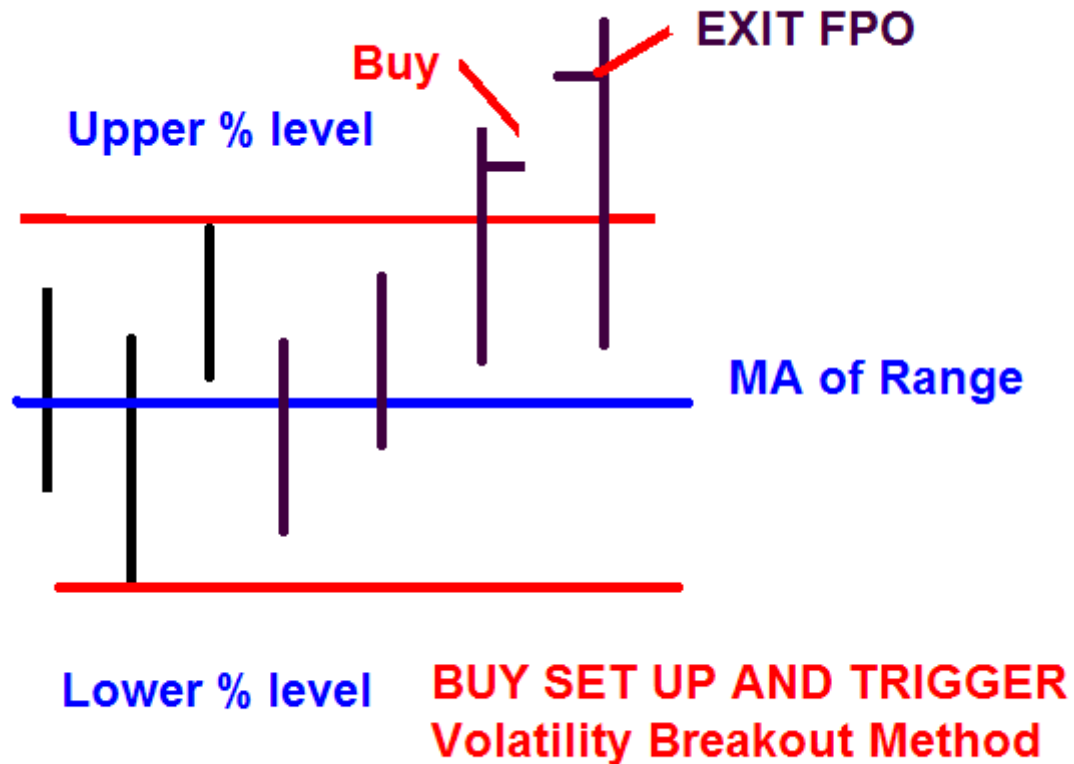 EXIT FPO
Buy
Upper % level
MA of Range
Lower % level
BUY SET UP AND TRIGGER
Volatility Breakout Method